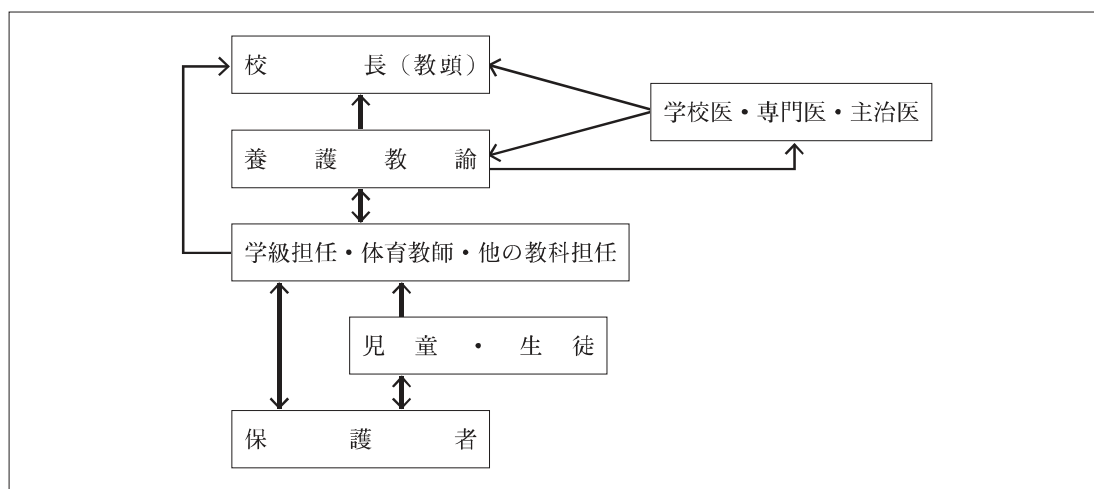 校長（教頭）
学校医・専門医・主治医
養護教諭
学級担任・体育教師・他の教科担任
児童・生徒
保護者